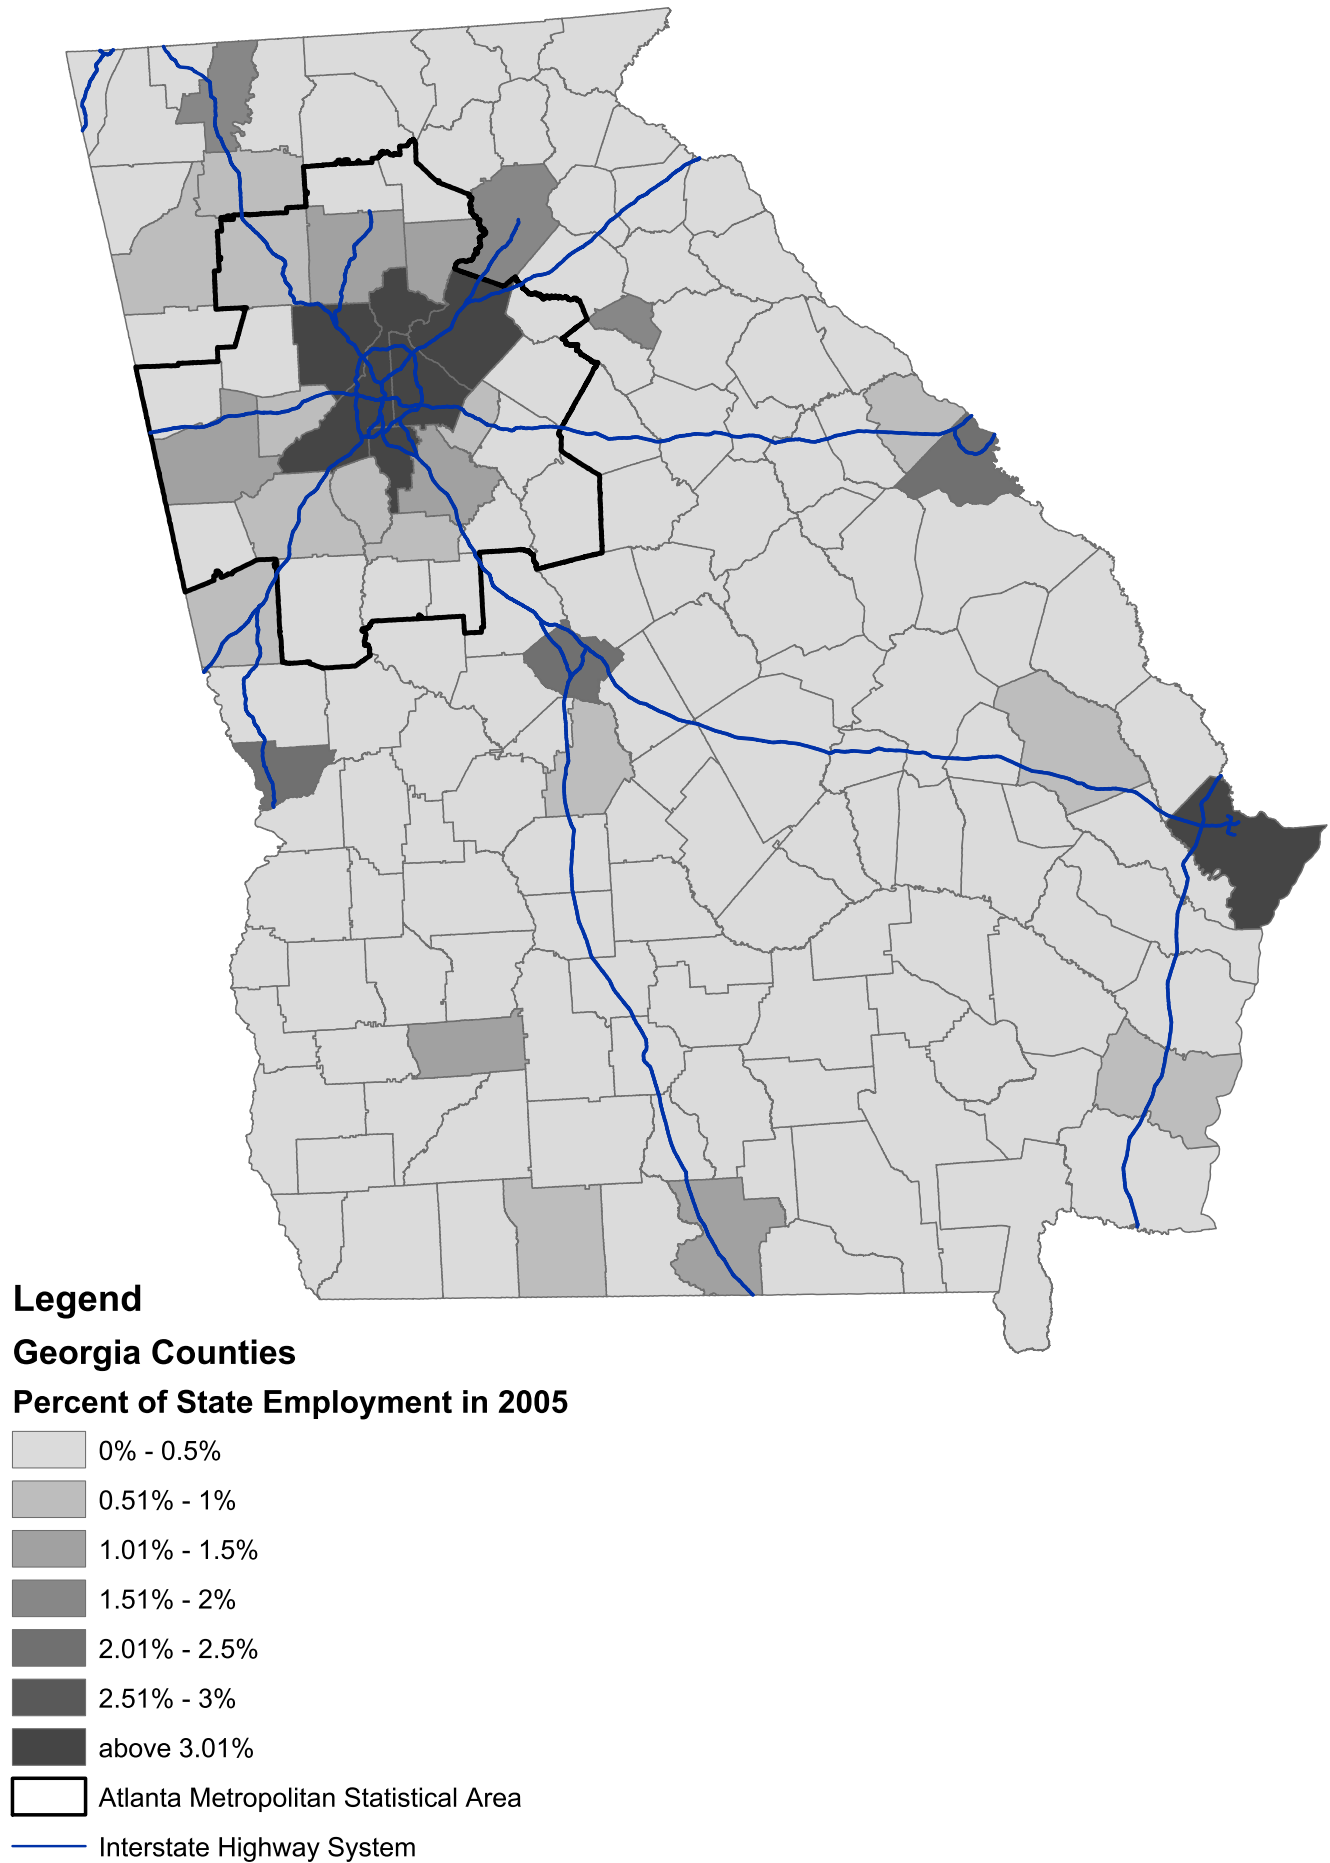 Legend
Georgia Counties
Percent of State Employment in 2005
0% - 0.5%
0.51% - 1%
1.01% - 1.5%
1.51% - 2%
2.01% - 2.5%
2.51% - 3%
above 3.01%
Atlanta Metropolitan Statistical Area
Interstate Highway System